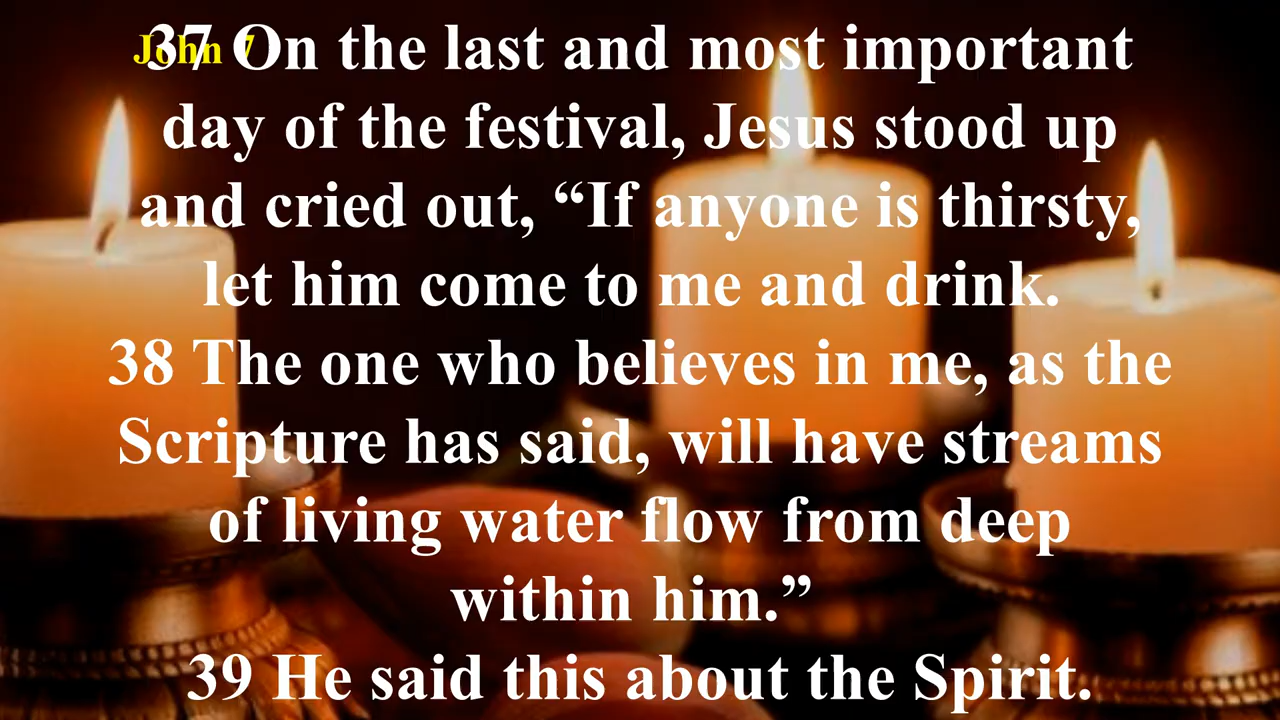 John 7
37 On the last and most important
day of the festival, Jesus stood up
and cried out, “If anyone is thirsty,
let him come to me and drink.
38 The one who believes in me, as the
Scripture has said, will have streams
of living water flow from deep
within him.”
39 He said this about the Spirit.